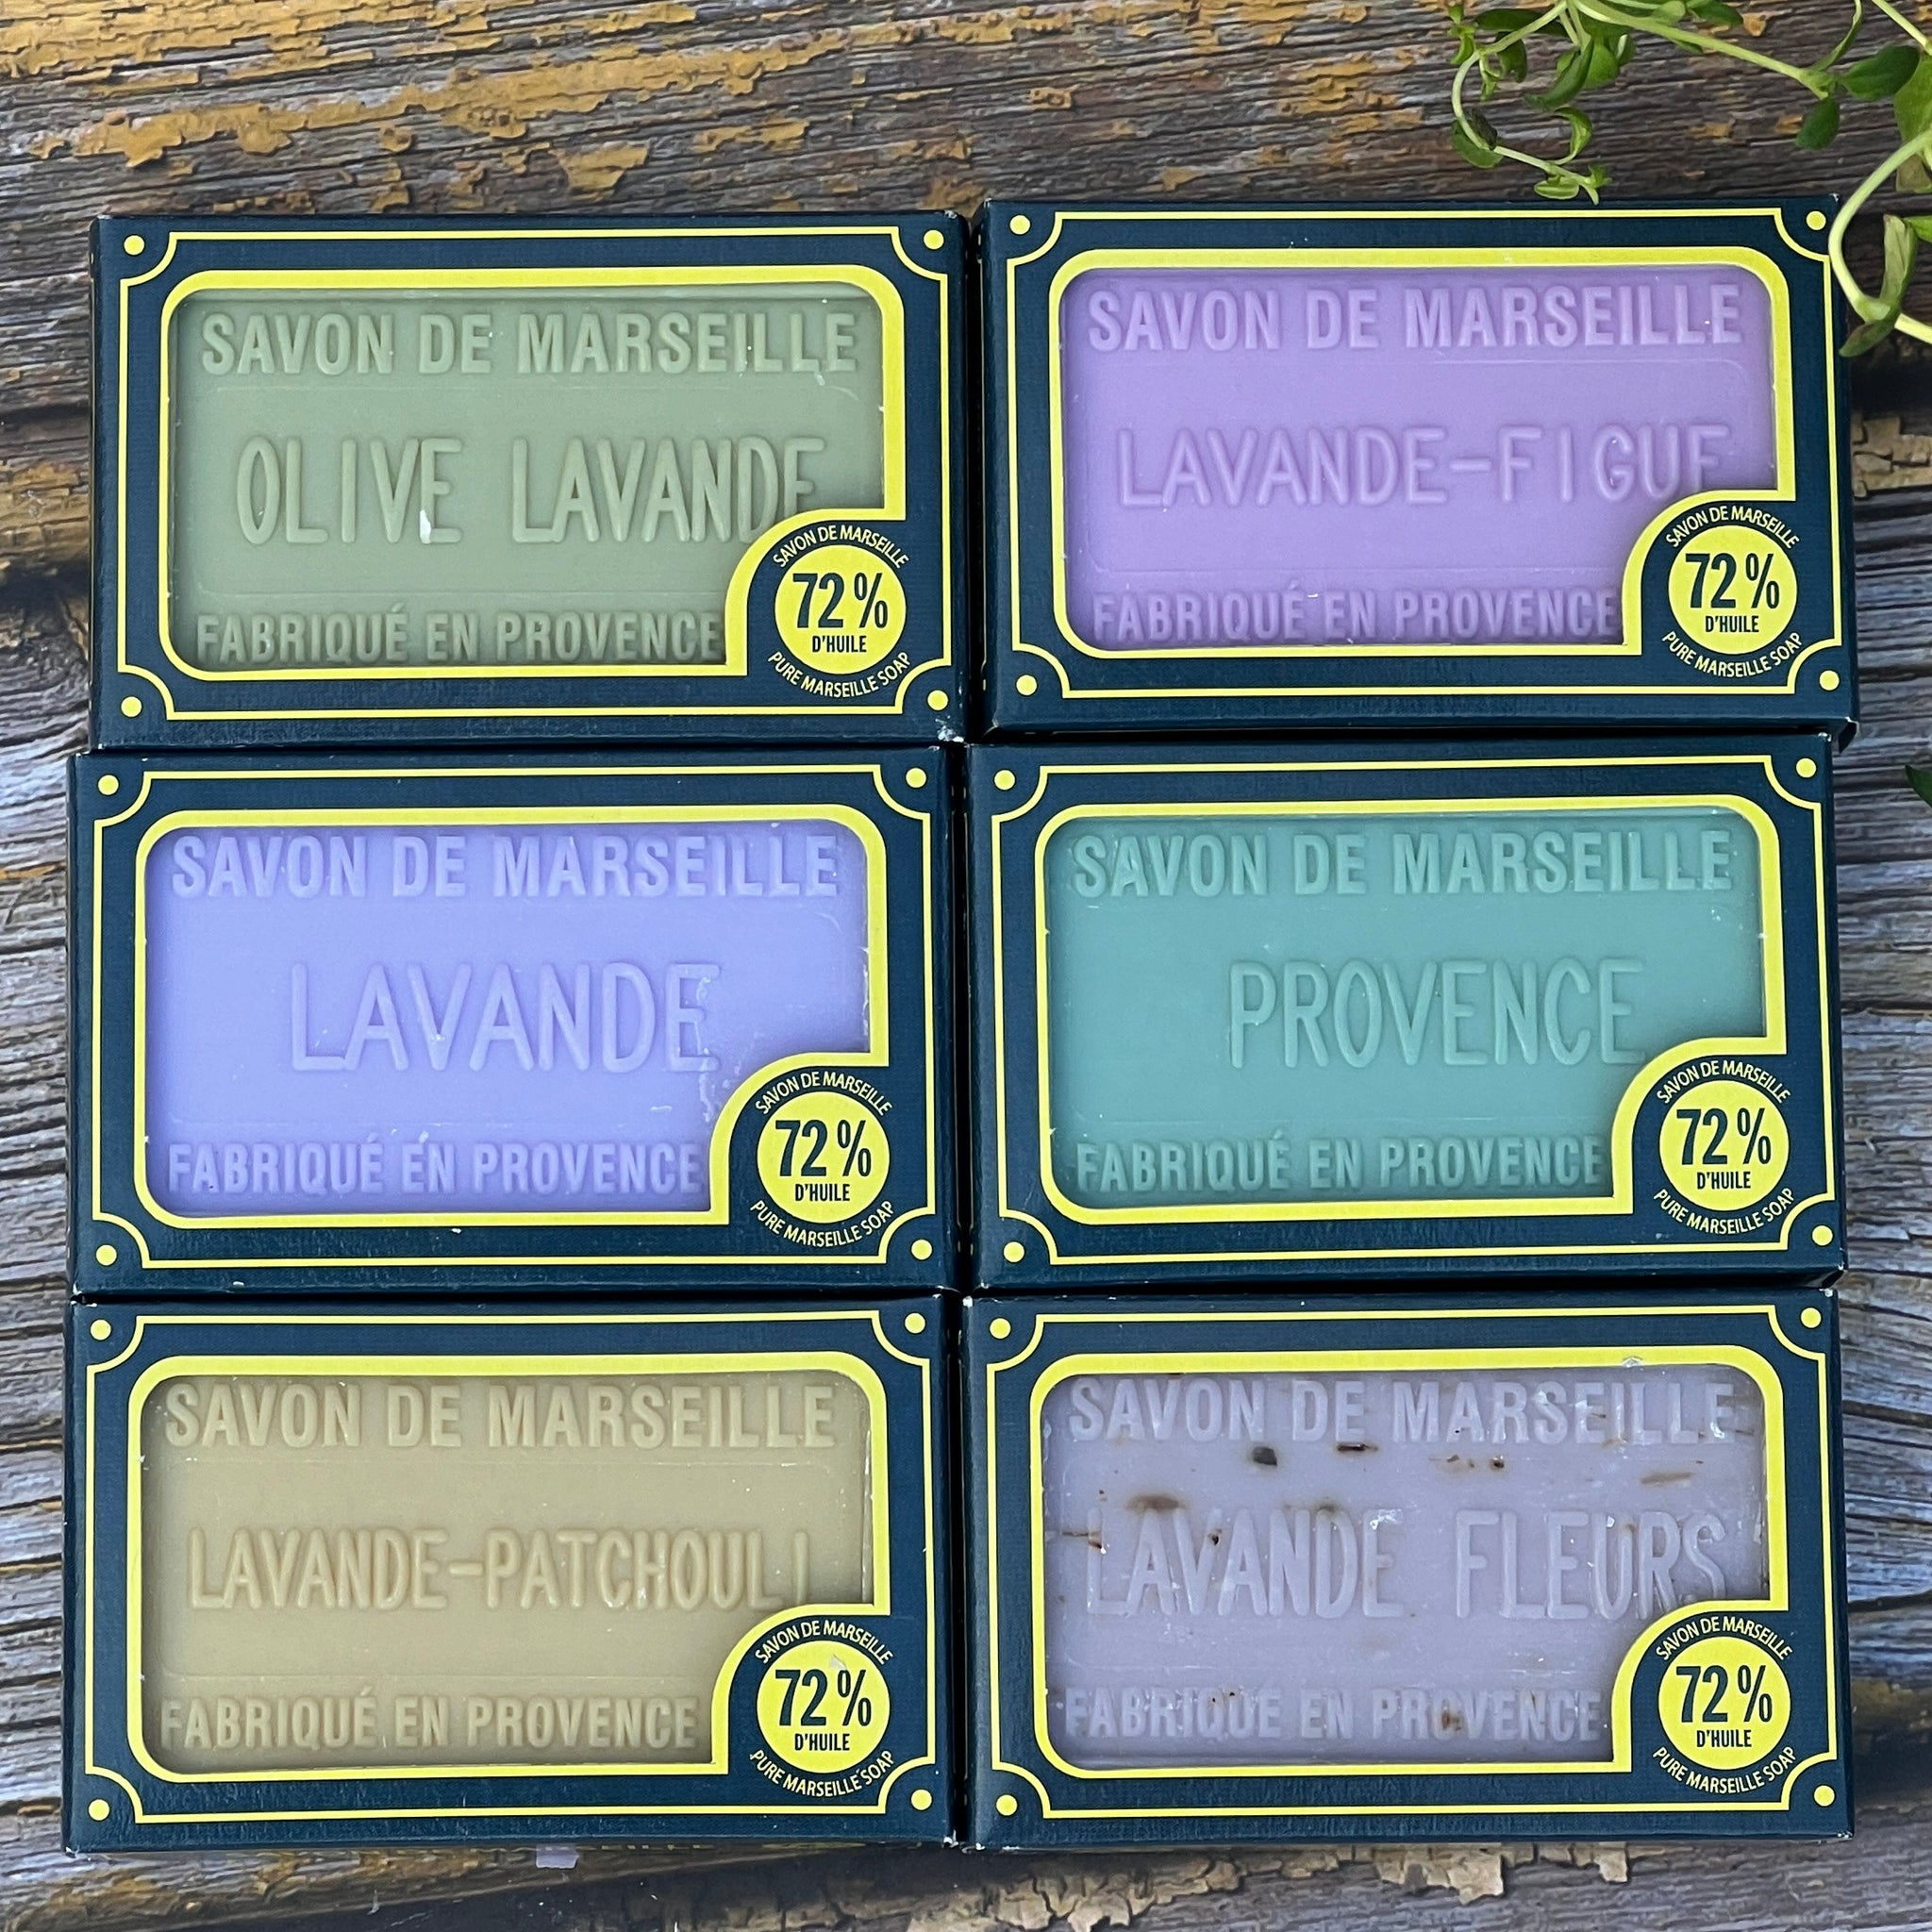 SAVON DE MARSEILLE
OLIVE LAVANDE
FABRIQUÉ EN PROVENCE
SAVON DE MARSEILLE
72%
D'HUILE
PURE MARSEILLE SOAP
SAVON DE MARSEILLE
LAVANDE-FIGUE
FABRIQUÉ EN PROVENCE
SAVON DE MARSEILLE
72%
D'HUILE
PURE MARSEILLE SOAP
SAVON DE MARSEILLE
LAVANDE
FABRIQUÉ EN PROVENCE
SAVON DE MARSEILLE
72%
D'HUILE
PURE MARSEILLE SOAP
SAVON DE MARSEILLE
PROVENCE
FABRIQUÉ EN PROVENCE
SAVON DE MARSEILLE
72%
D'HUILE
PURE MARSEILLE SOAP
SAVON DE MARSEILLE
LAVANDE-PATCHOULI
FABRIQUÉ EN PROVENCE
SAVON DE MARSEILLE
72%
D'HUILE
PURE MARSEILLE SOAP
SAVON DE MARSEILLE
LAVANDE FLEURS
FABRIQUÉ EN PROVENCE
SAVON DE MARSEILLE
72%
D'HUILE
PURE MARSEILLE SOAP